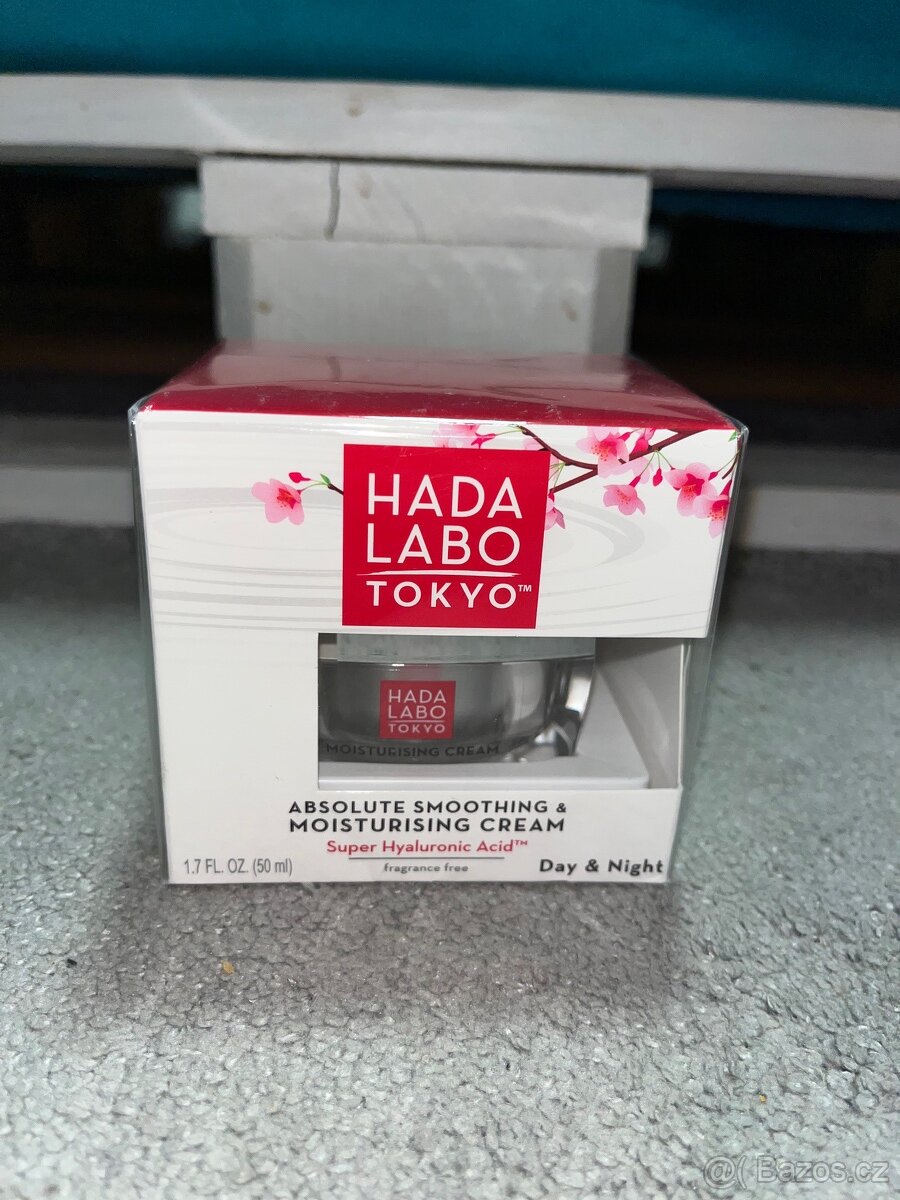 HADA
LABO
TOKYO™
HADA
LABO
TOKYO
MOISTURISING CREAM
ABSOLUTE SMOOTHING &
MOISTURISING CREAM
Super Hyaluronic Acid™
fragrance free
1.7 FL. OZ. (50 ml)
Day & Night
@( Bazos.cz